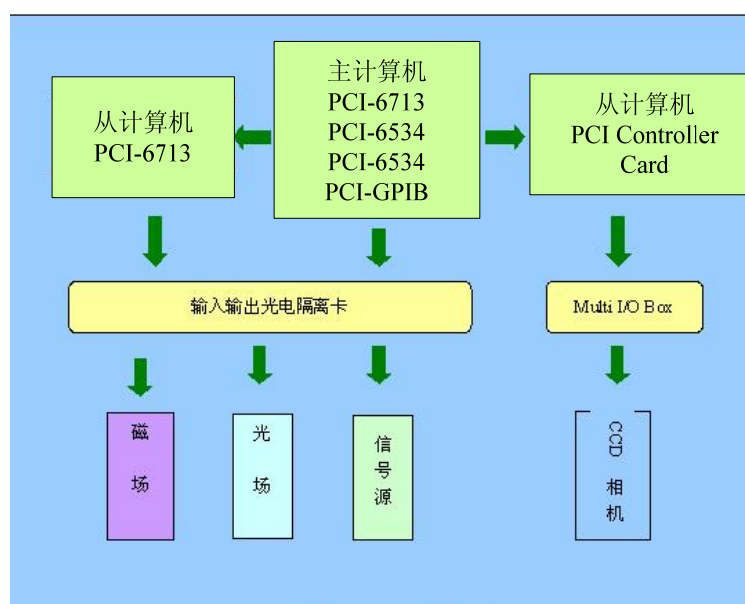 从计算机
PCI-6713
主计算机
PCI-6713
PCI-6534
PCI-6534
PCI-GPIB
从计算机
PCI Controller
Card
输入输出光电隔离卡
Multi I/O Box
磁场
光场
信号源
CCD 相机